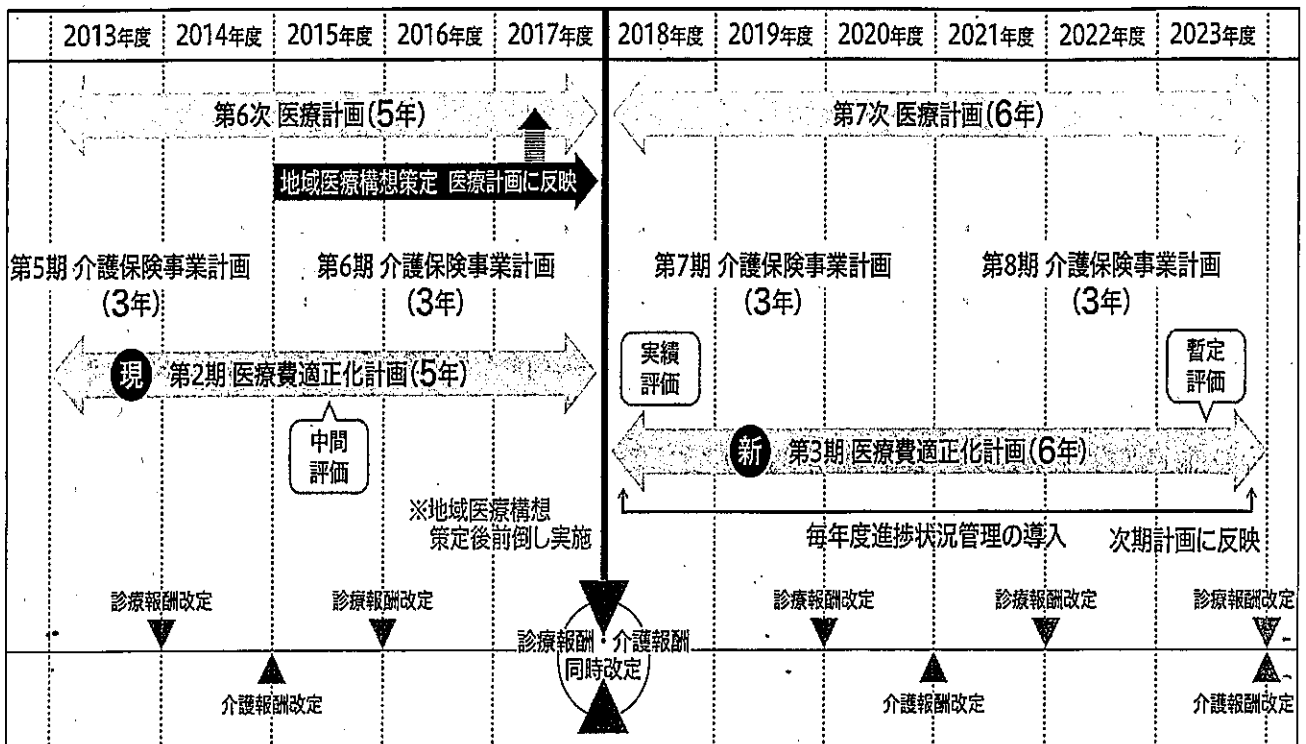 2013年度 2014年度 2015年度 2016年度 2017年度 2018年度 2019年度 2020年度 2021年度 2022年度 2023年度
第6次 医療計画(5年)
第7次 医療計画(6年)
地域医療構想策定 医療計画に反映
第5期 介護保険事業計画
(3年)
第6期 介護保険事業計画
(3年)
第7期 介護保険事業計画
(3年)
第8期 介護保険事業計画
(3年)
現 第2期 医療費適正化計画(5年)
中間
評価
実績
評価
暫定
評価
新 第3期 医療費適正化計画(6年)
※地域医療構想
策定後前倒し実施
毎年度進捗状況管理の導入
次期計画に反映
診療報酬改定
診療報酬改定
診療報酬・介護報酬
同時改定
診療報酬改定
診療報酬改定
診療報酬改定
介護報酬改定
介護報酬改定
介護報酬改定